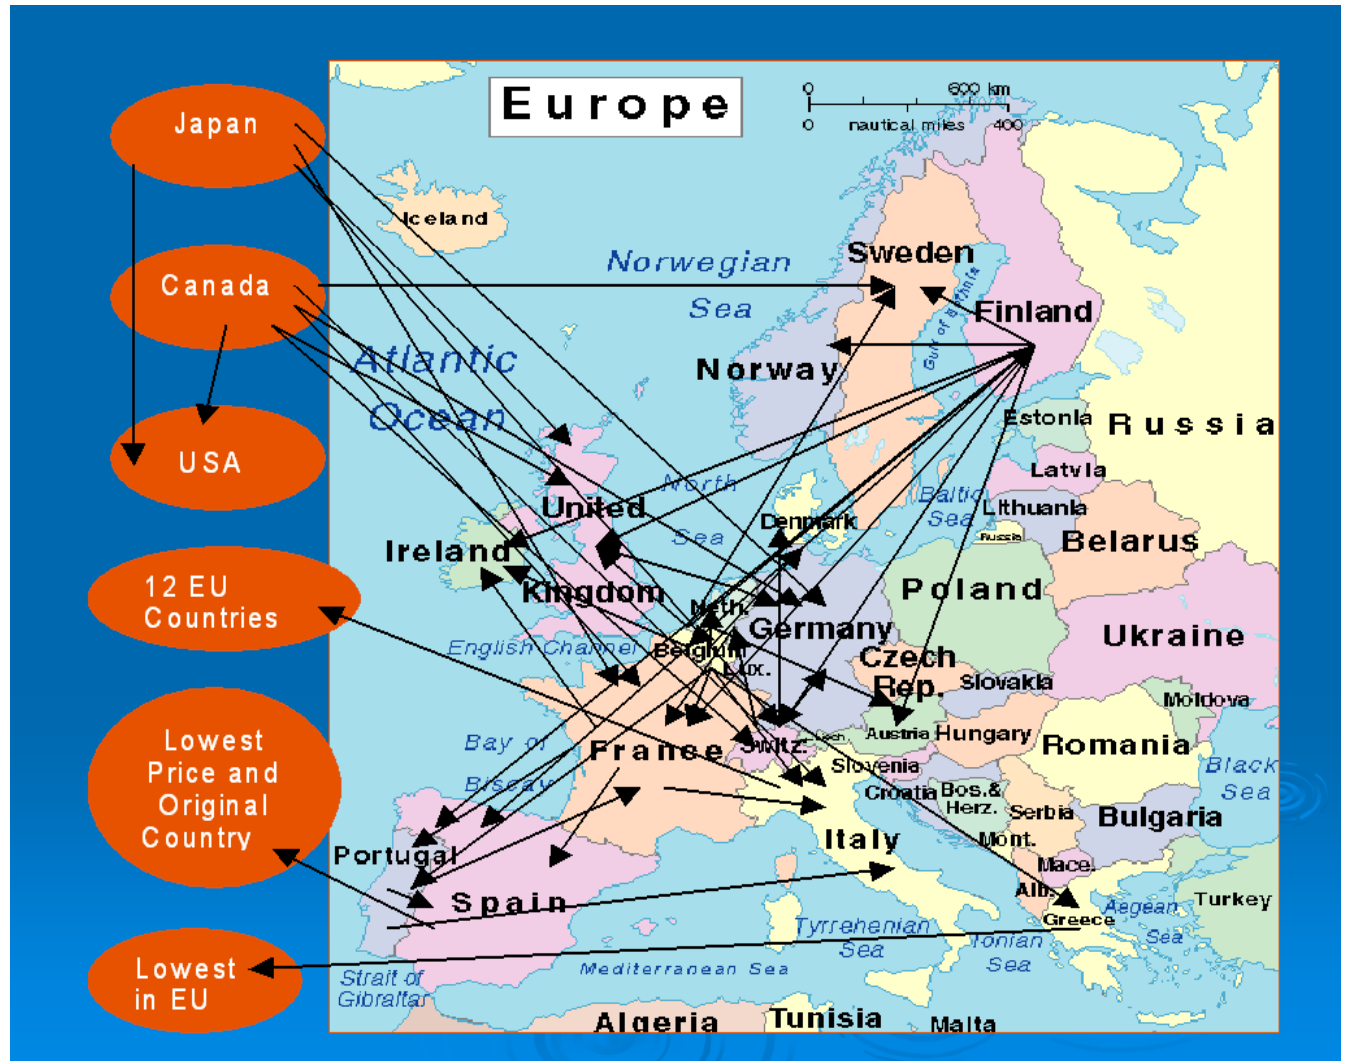 Europe
0 600 km
0 nautical miles 400
Japan
Iceland
Norwegian
Sea
Sweden
Gulf of Bothnia
Finland
Canada
Atlantic
Ocean
Norway
Estonia
Russia
USA
Latvia
North
Sea
Baltic
Sea
Lithuania
Russia
United
Kingdom
Denmark
Belarus
Ireland
12 EU
Countries
Neth.
Poland
Germany
Ukraine
English Channel
Belgium
Lux.
Czech
Rep.
Slovakia
Moldova
Lowest
Price and
Original
Country
Bay of
Biscay
France
Switz.
Austria
Hungary
Romania
Slovenia
Croatia
Bos.&
Herz.
Serbia
Bulgaria
Black
Sea
Italy
Mont.
Portugal
Mace.
Alb.
Spain
Greece
Aegean
Sea
Turkey
Tyrrehenian
Sea
Ionian
Sea
Lowest
in EU
Strait of
Gibraltar
Mediterranean Sea
Algeria
Tunisia
Malta